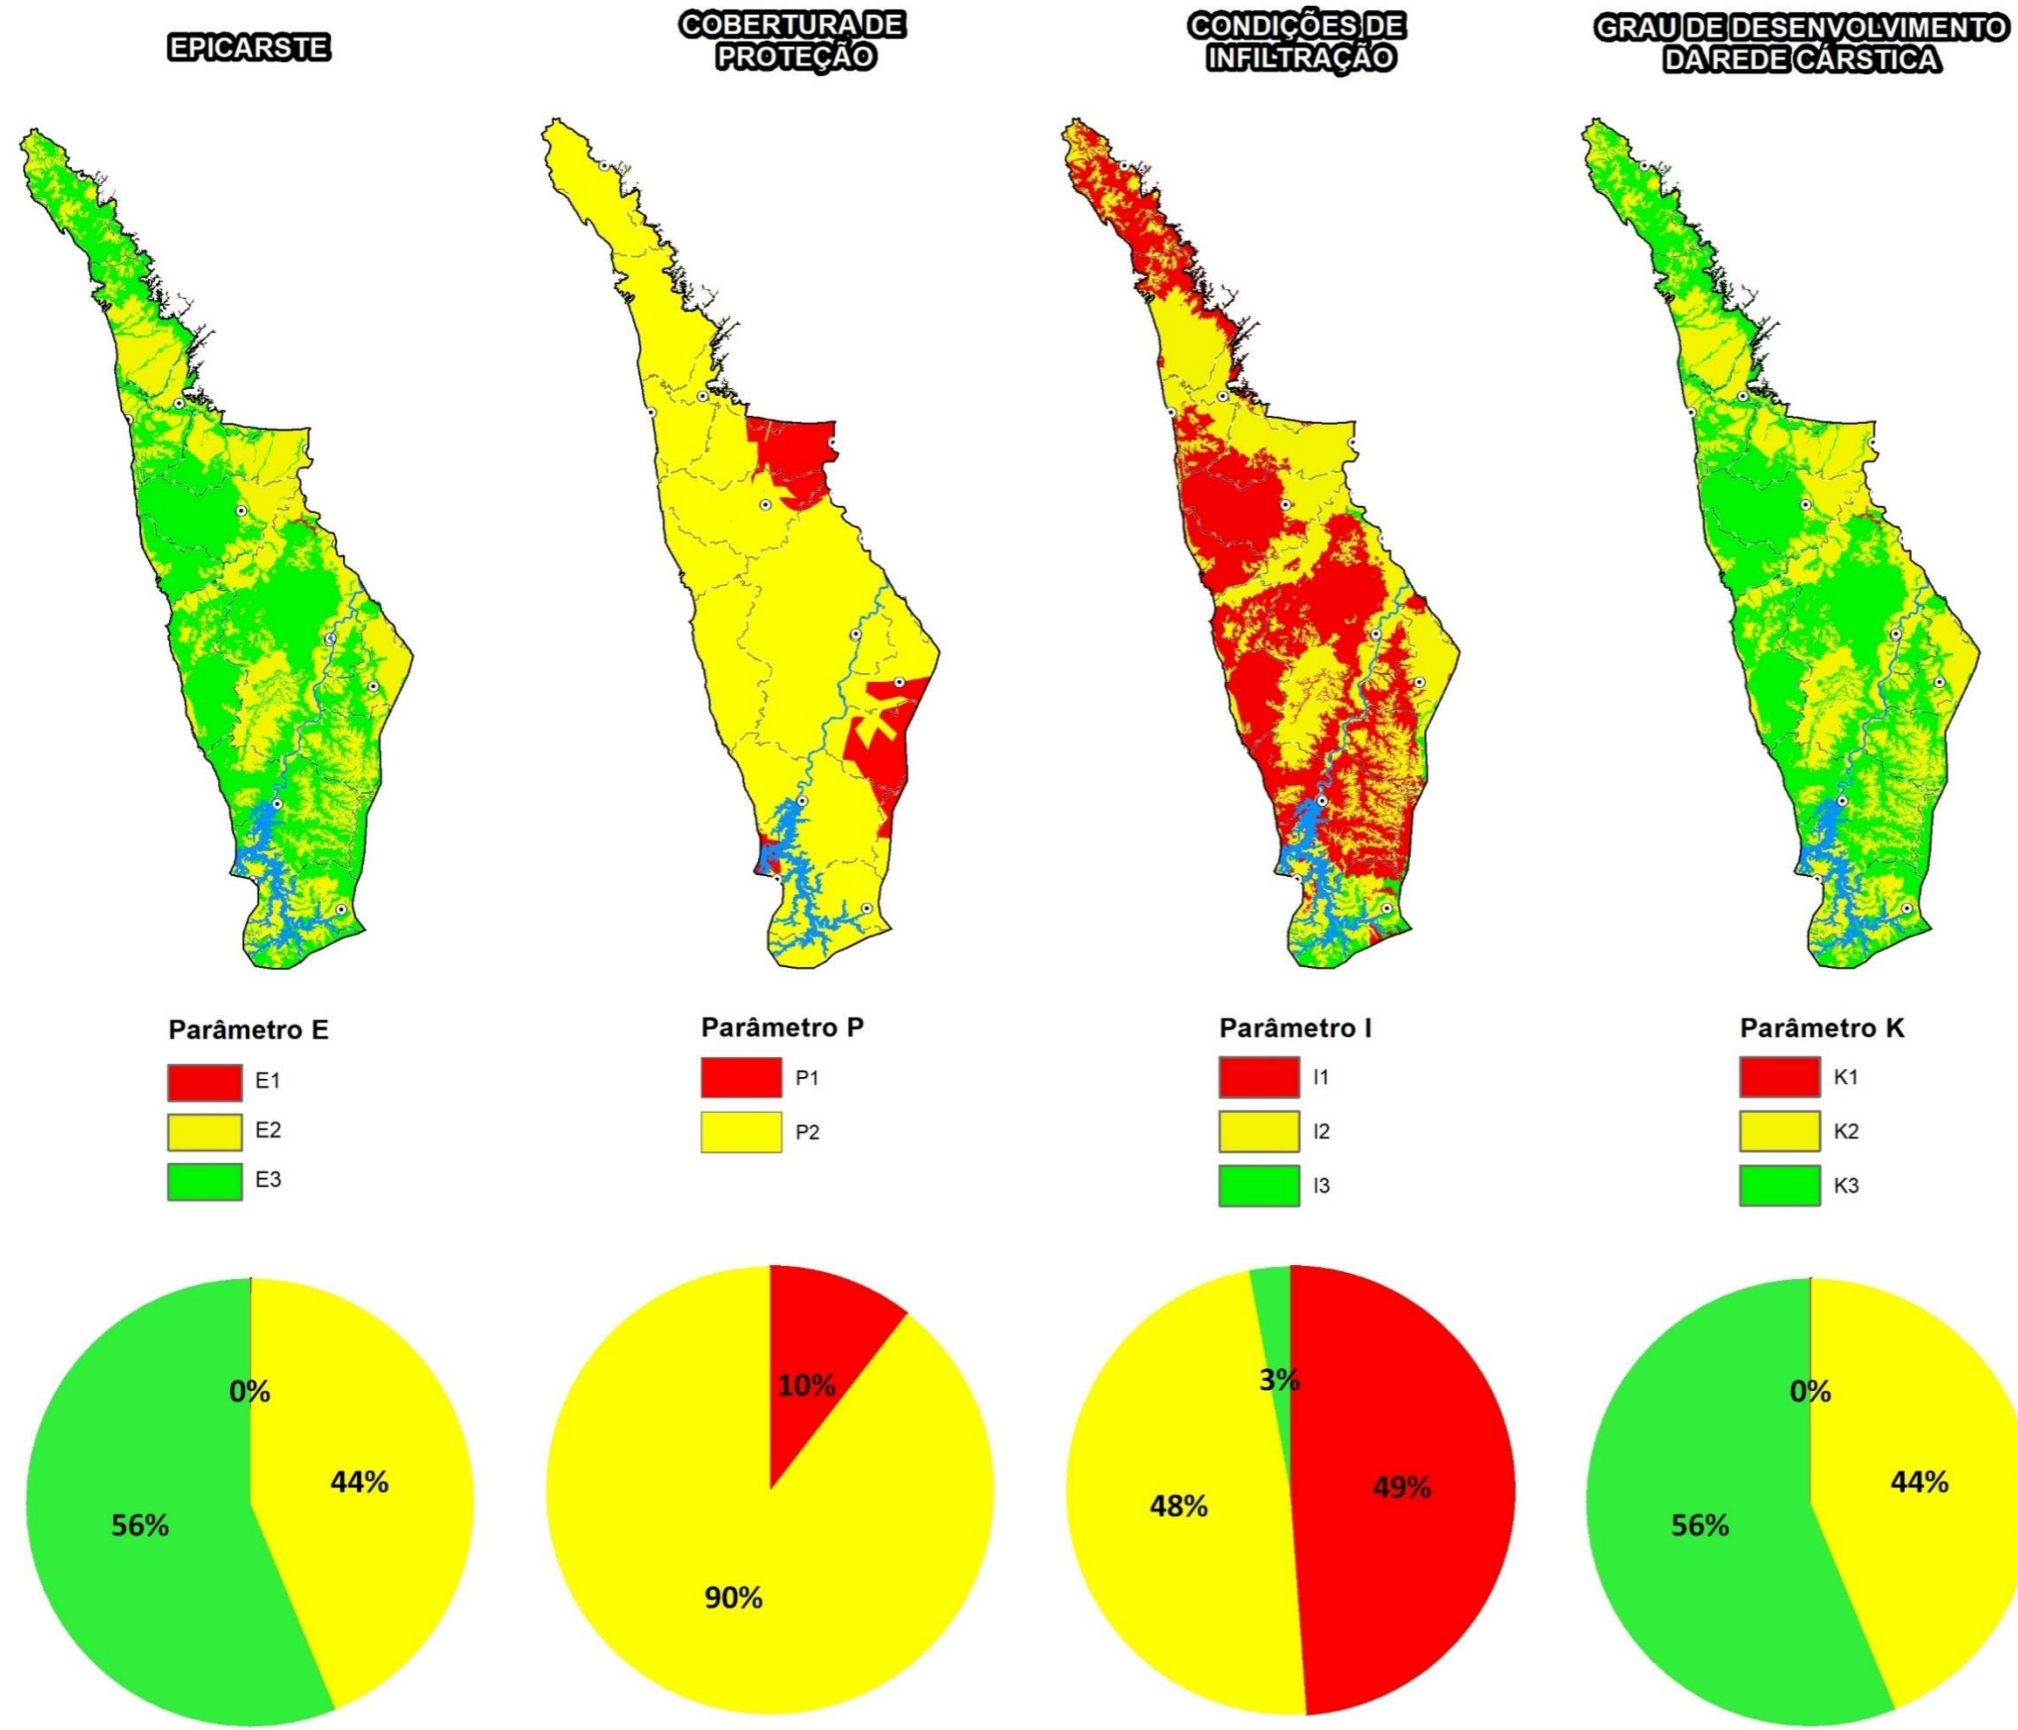 EPICARSTE
COBERTURA DE
PROTEÇÃO
CONDIÇÕES DE
INFILTRAÇÃO
GRAU DE DESENVOLVIMENTO
DA REDE CÁRSTICA
Parâmetro E
E1
E2
E3
Parâmetro P
P1
P2
Parâmetro I
I1
I2
I3
Parâmetro K
K1
K2
K3
0%
44%
56%
10%
90%
3%
49%
48%
0%
44%
56%